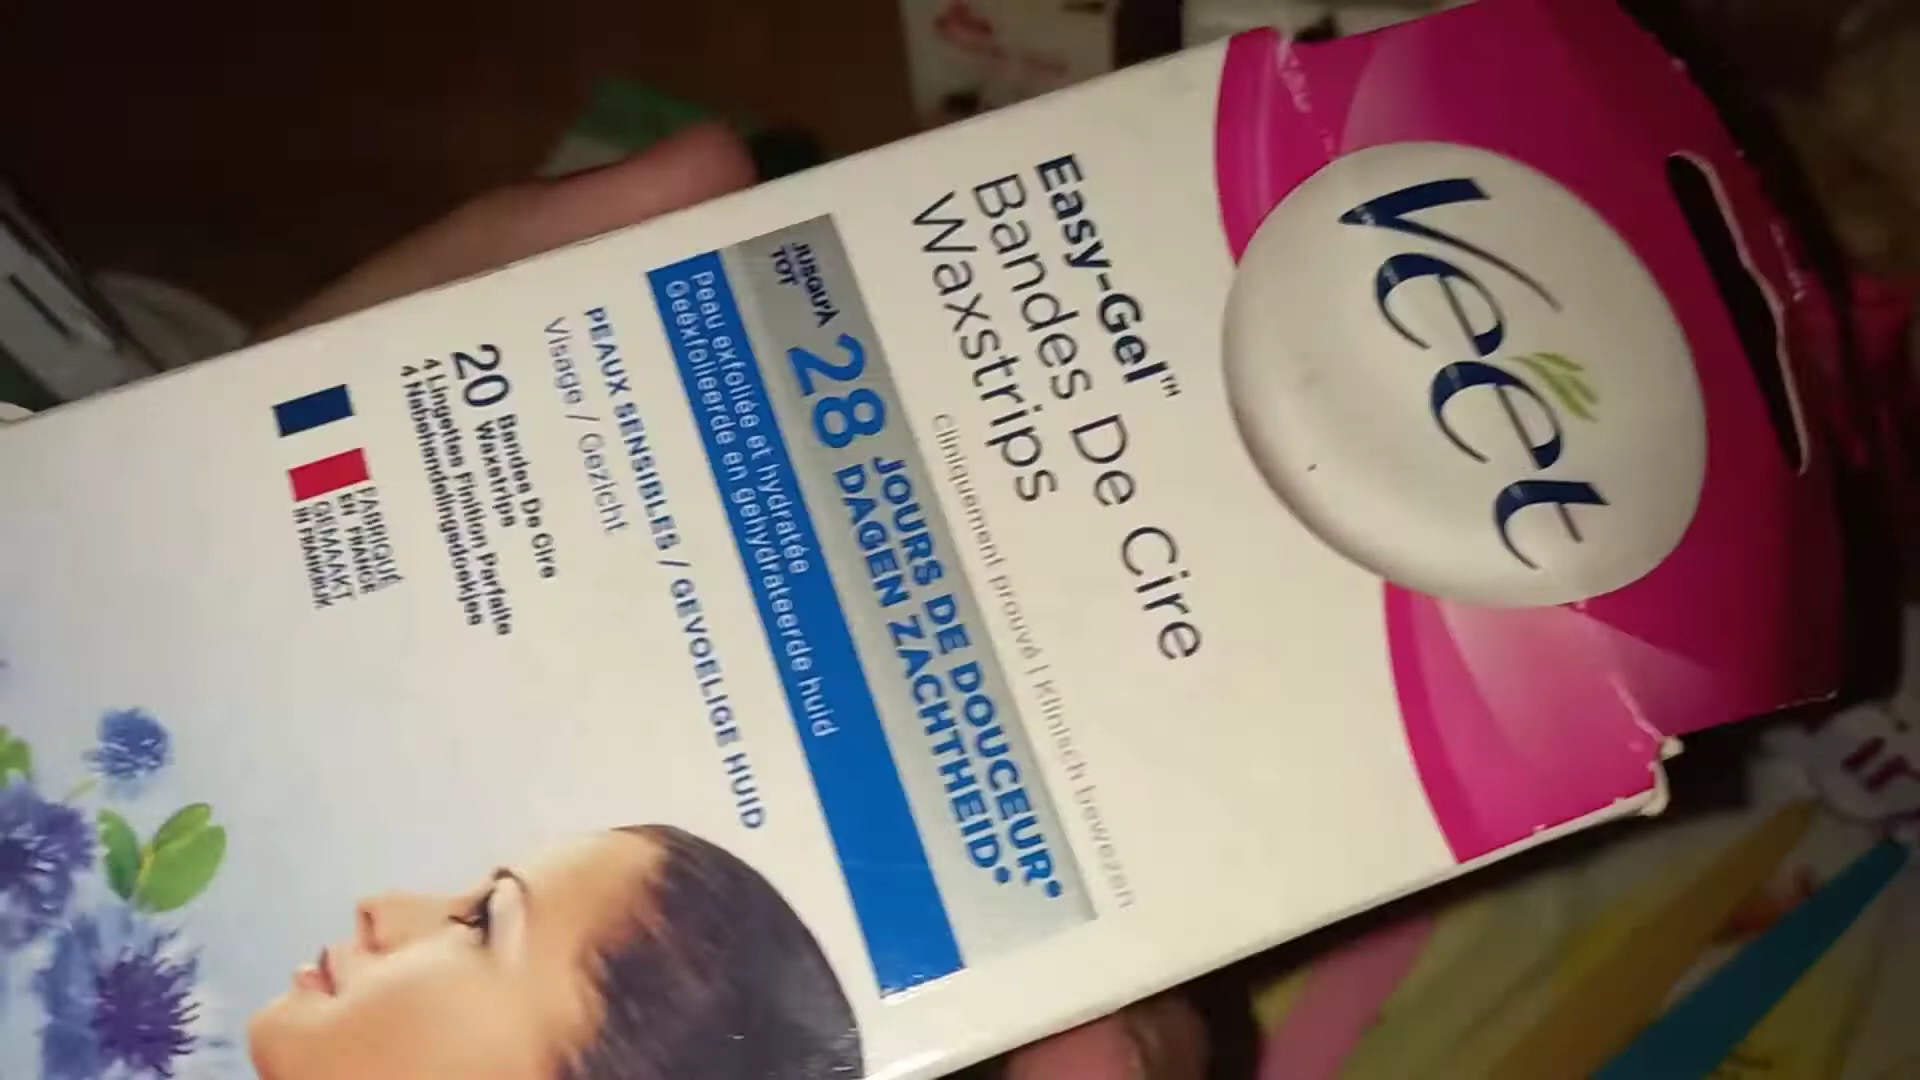 Veet
Easy-Gel™
Bandes De Cire
Waxstrips
Cliniquement prouvé | Klinisch bewezen
JUSQU'À
TOT
28
JOURS DE DOUCEUR*
DAGEN ZACHTHEID*
Peau exfoliée et hydratée
Geëxfolieerde en gehydrateerde huid
PEAUX SENSIBLES / GEVOELIGE HUID
Visage / Gezicht
20 Bandes De Cire
Waxstrips
4 Lingettes Finition Parfaite
4 Nabehandelingsdoekjes
FABRIQUÉ
EN FRANCE
GEMAAKT
IN FRANKRIJK